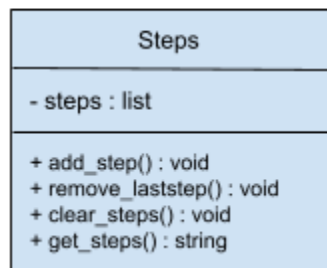 Steps
- steps : list
+ add_step() : void
+ remove_laststep() : void
+ clear_steps() : void
+ get_steps() : string